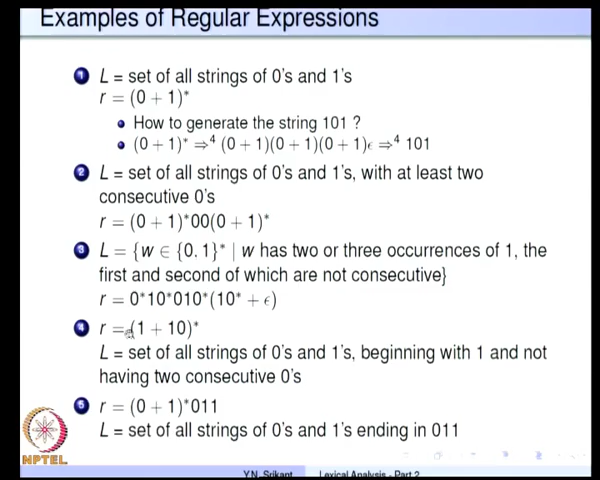 Examples of Regular Expressions
1 L = set of all strings of 0's and 1's
r = (0 + 1)*
• How to generate the string 101 ?
• (0 + 1)* ⇒⁴ (0 + 1)(0 + 1)(0 + 1)ϵ ⇒⁴ 101
2 L = set of all strings of 0's and 1's, with at least two
consecutive 0's
r = (0 + 1)*00(0 + 1)*
3 L = {w ∈ {0, 1}* | w has two or three occurrences of 1, the
first and second of which are not consecutive}
r = 0*10*010*(10* + ϵ)
4 r = (1 + 10)*
L = set of all strings of 0's and 1's, beginning with 1 and not
having two consecutive 0's
5 r = (0 + 1)*011
L = set of all strings of 0's and 1's ending in 011
NPTEL
Y.N. Srikant Lexical Analysis - Part 2